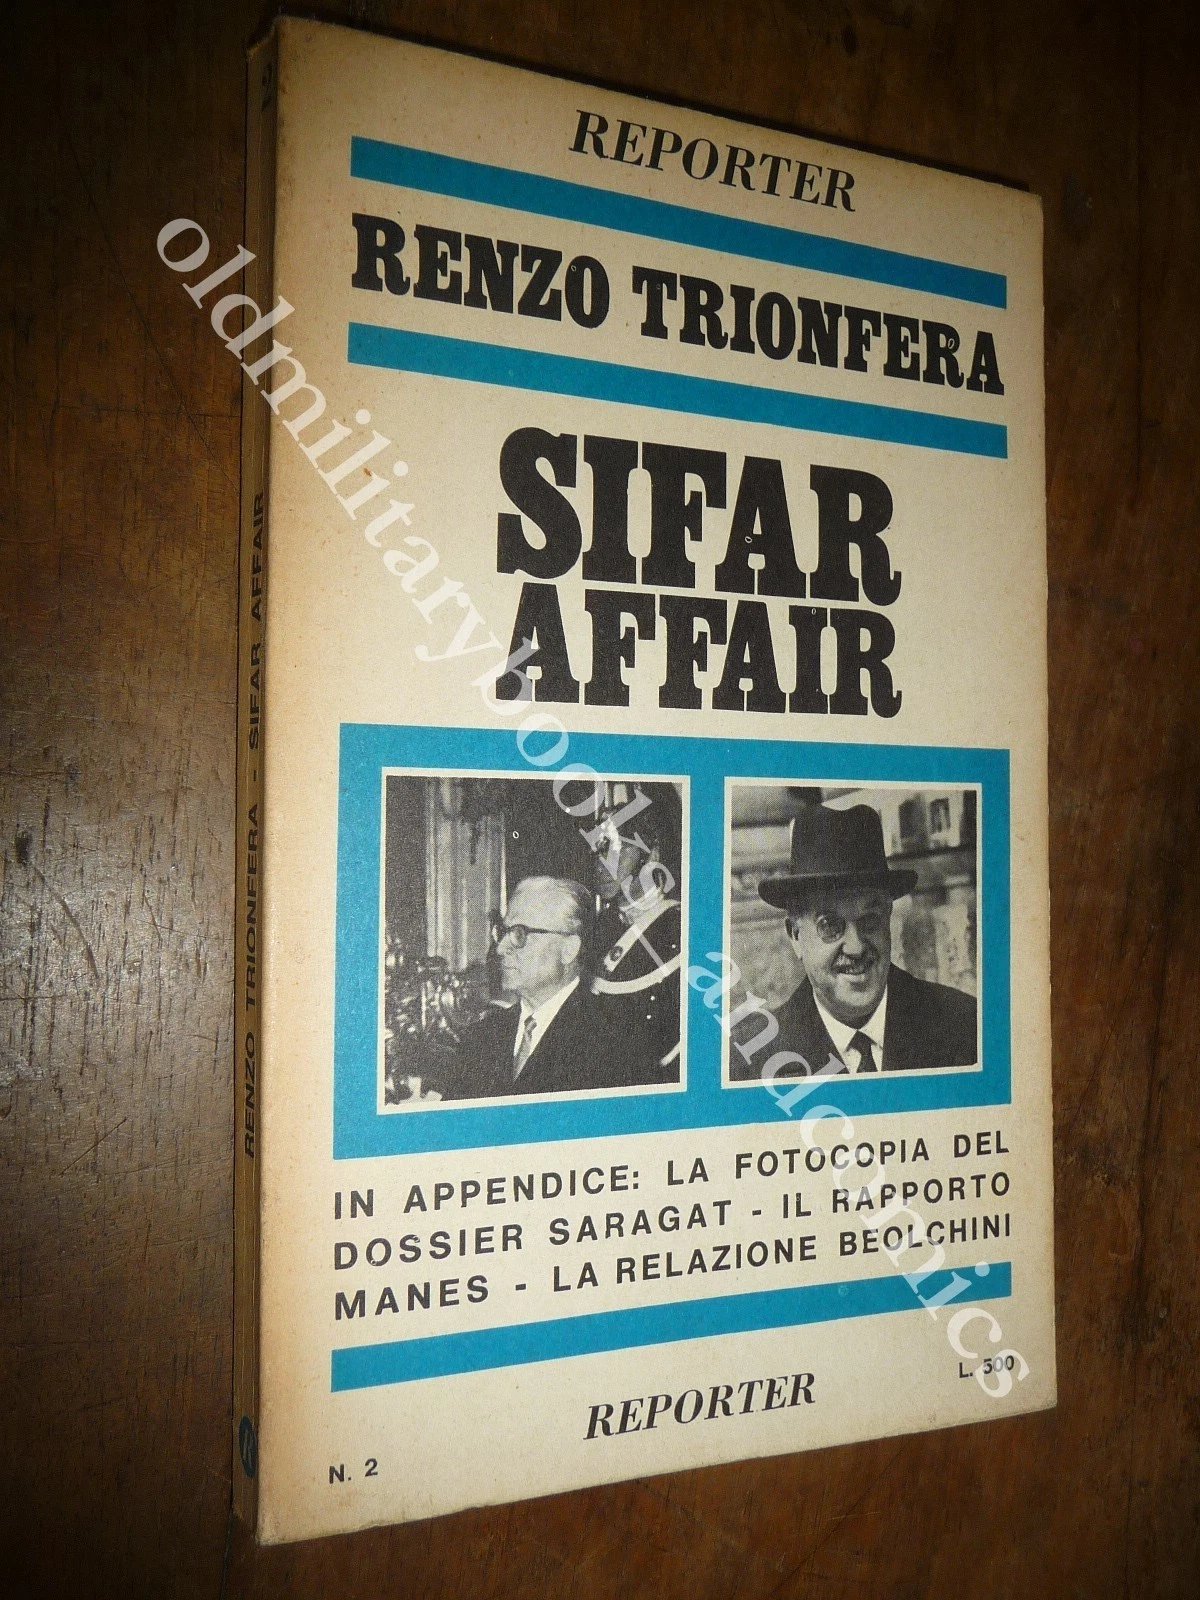 REPORTER
RENZO TRIONFERA
SIFAR
AFFAIR
IN APPENDICE: LA FOTOCOPIA DEL
DOSSIER SARAGAT - IL RAPPORTO
MANES - LA RELAZIONE BEOLCHINI
L. 500
REPORTER
N. 2
RENZO TRIONFERA - SIFAR AFFAIR
oldmilitarybooks_andcomics